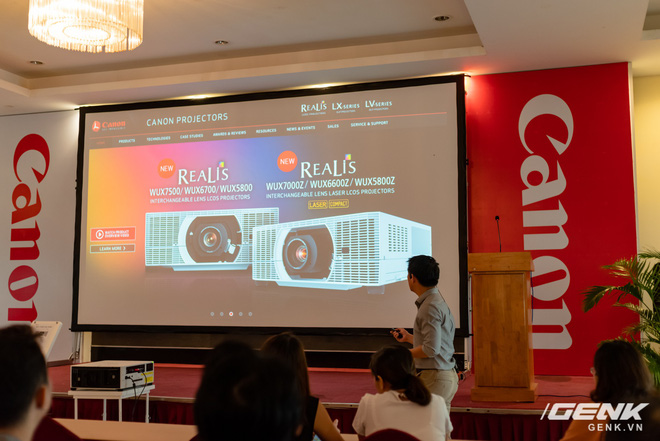 Canon
CANON PROJECTORS
REALiS
LX SERIES
LV SERIES
PRODUCTS
TECHNOLOGIES
CASE STUDIES
AWARDS & REVIEWS
RESOURCES
NEWS & EVENTS
SALES
SERVICE & SUPPORT
NEW
REALiS
WUX7500/ WUX6700/ WUX5800
INTERCHANGEABLE LENS LCOS PROJECTORS
NEW
REALiS
WUX7000Z/ WUX6600Z/ WUX5800Z
INTERCHANGEABLE LENS LASER LCOS PROJECTORS
LASER
COMPACT
LEARN MORE
Canon
Canon
GENK
GENK.VN